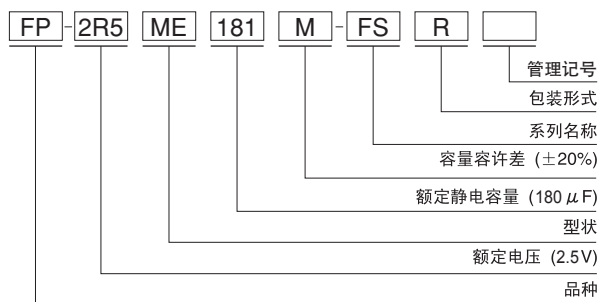 FP-2R5 ME 181 M-FS R
管理记号
包装形式
系列名称
容量容许差 (±20%)
额定静电容量 (180μF)
型状
额定电压 (2.5V)
品种